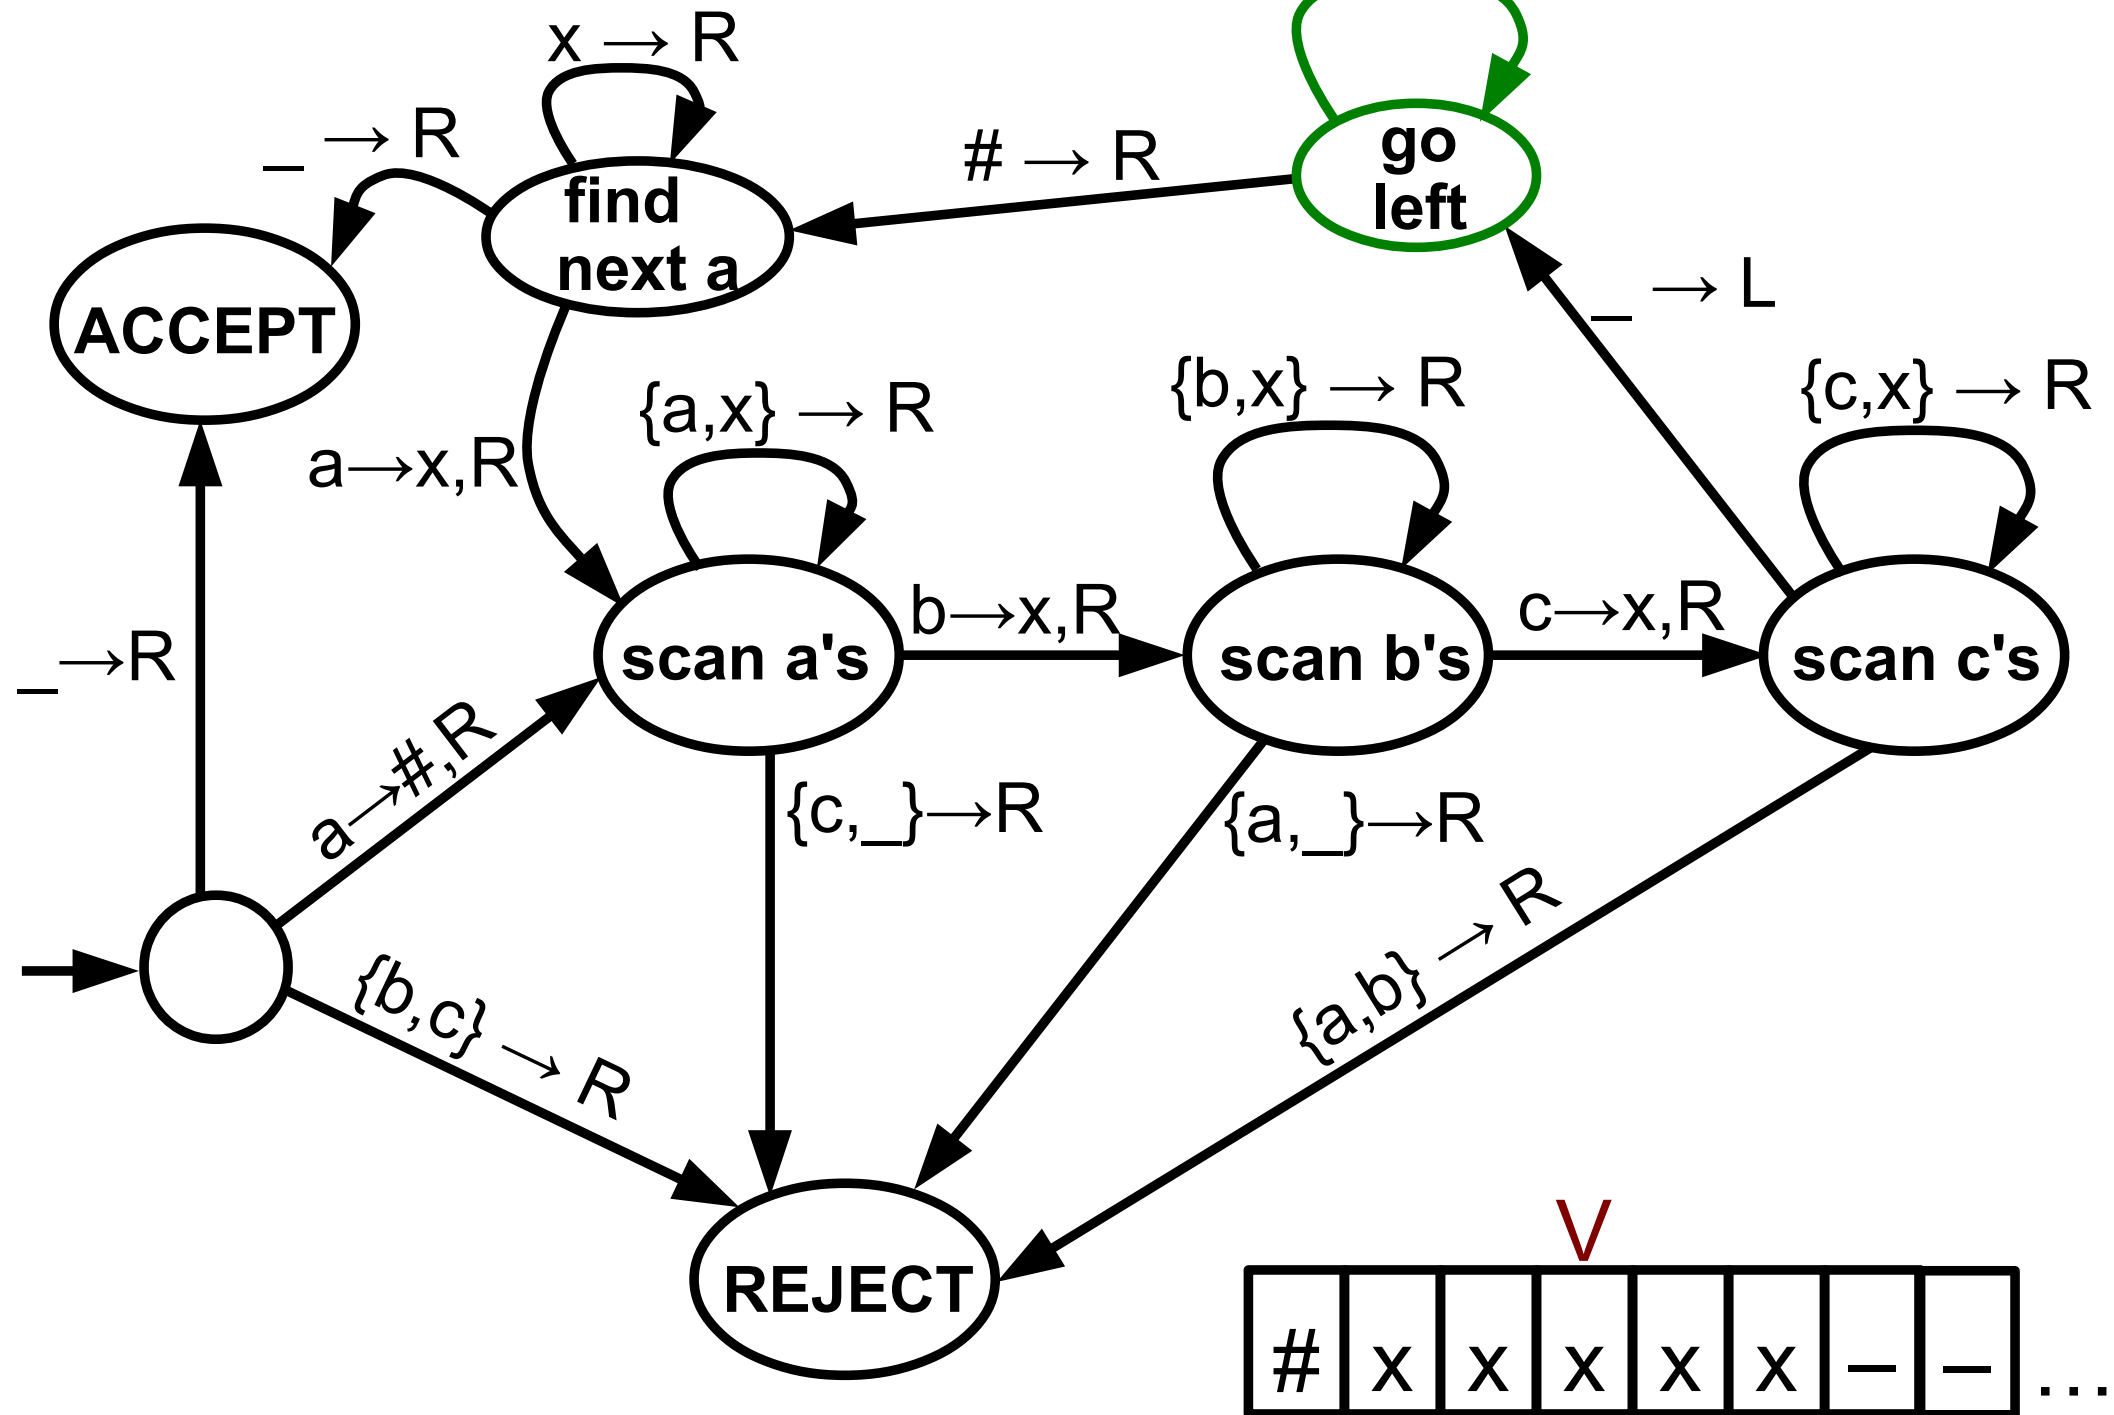 x → R
_ → R
# → R
find
next a
go
left
ACCEPT
_ → L
{a,x} → R
{b,x} → R
{c,x} → R
a→x,R
_→R
scan a's
b→x,R
scan b's
c→x,R
scan c's
a→#,R
{c,_}→R
{a,_}→R
{a,b} → R
{b,c} → R
REJECT
V
# x x x x x _ _ ...